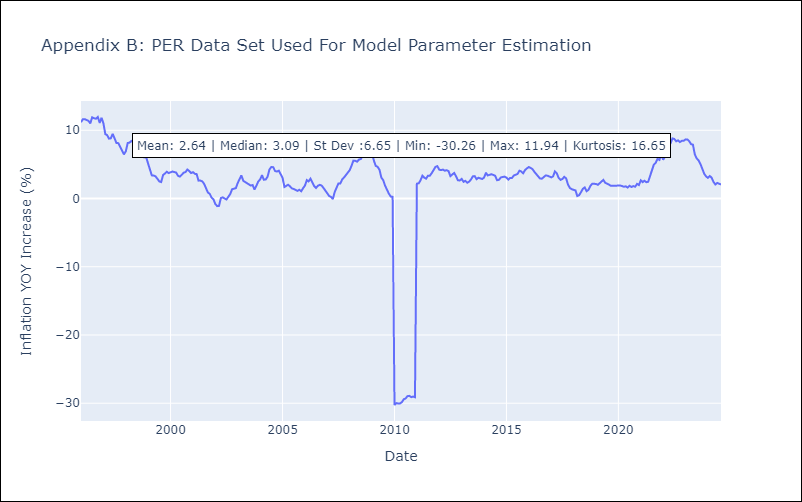 Appendix B: PER Data Set Used For Model Parameter Estimation
Mean: 2.64 | Median: 3.09 | St Dev :6.65 | Min: -30.26 | Max: 11.94 | Kurtosis: 16.65
Inflation YOY Increase (%)
10
0
−10
−20
−30
2000 2005 2010 2015 2020
Date